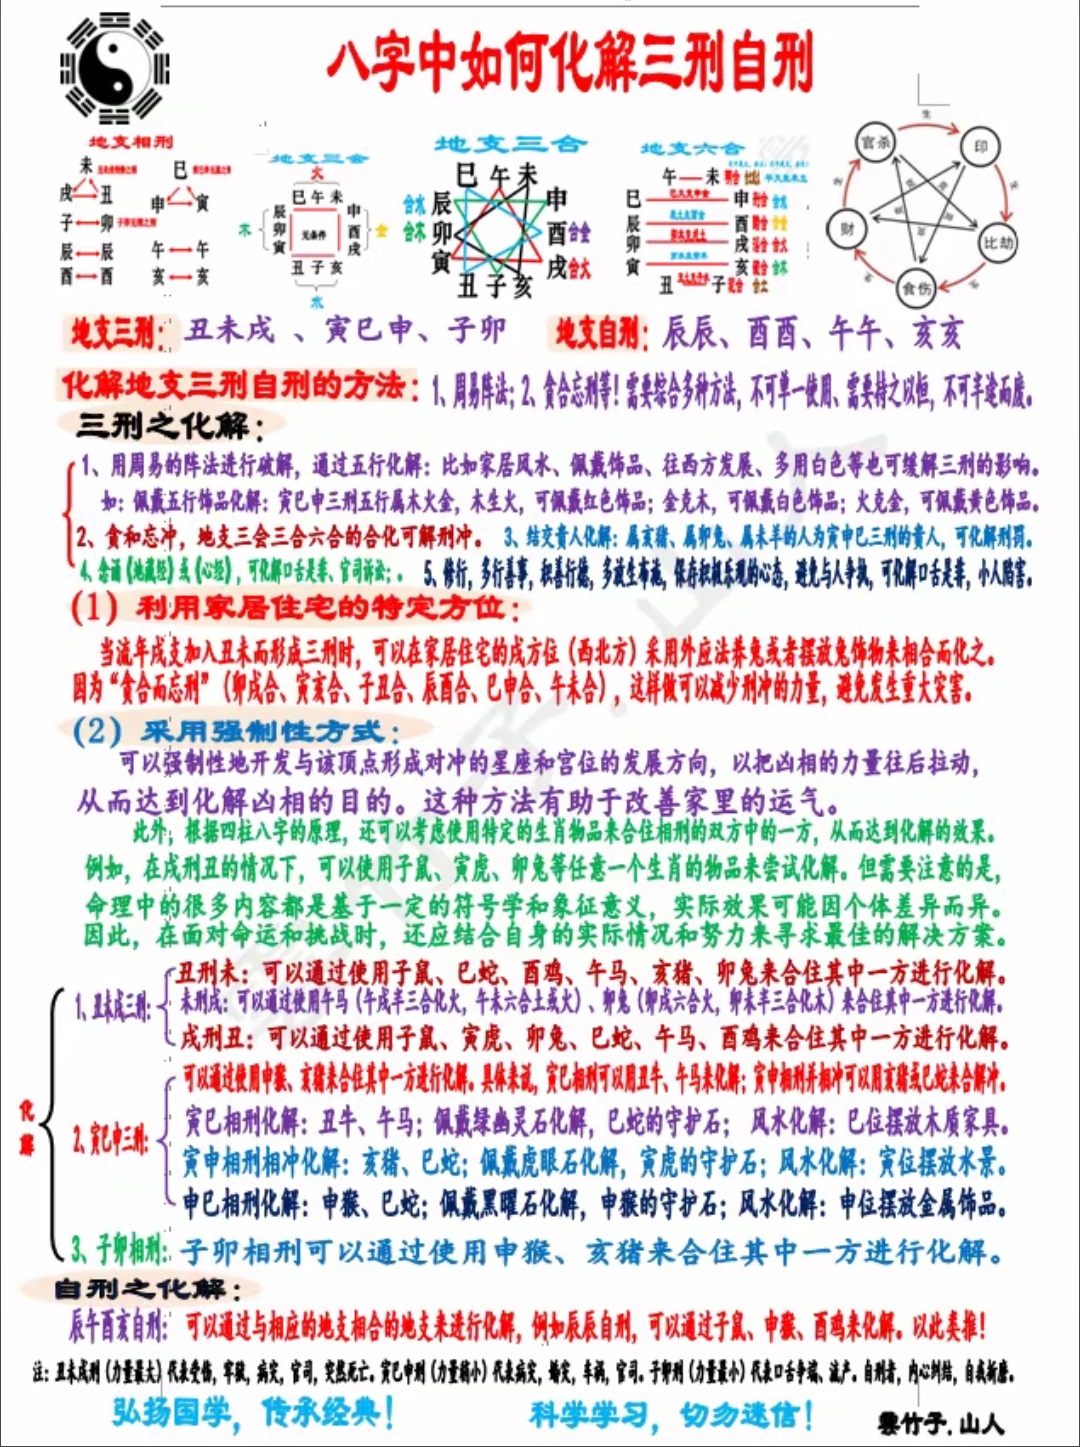 八字中如何化解三刑自刑
地支相刑
未
戌 丑
子 卯
辰 辰
酉 酉
巳
申 寅
午 午
亥 亥
地支三会
火
巳午未
辰 申
木 卯 无条件 酉 金
寅 戌
丑子亥
水
地支三合
巳午未
合水 辰 申
合木 卯 酉 合金
寅 戌 合火
丑子亥
地支六合
午 未
巳 申
辰 酉
卯 戌
寅 亥
丑 子
官杀 生 印
生 生
财 比劫
生 食伤 生
地支三刑：丑未戌、寅巳申、子卯
地支自刑：辰辰、酉酉、午午、亥亥
化解地支三刑自刑的方法：1、周易阵法；2、贪合忘刑等！需要综合多种方法，不可单一使用、需要持之以恒，不可半途而废。
三刑之化解：
1、用周易的阵法进行破解，通过五行化解：比如家居风水、佩戴饰品、往西方发展、多用白色等也可缓解三刑的影响。
如：佩戴五行饰品化解：寅巳申三刑五行属木火金，木生火，可佩戴红色饰品；金克木，可佩戴白色饰品；火克金，可佩戴黄色饰品。
2、贪和忘冲，地支三会三合六合的合化可解刑冲。 3、结交贵人化解：属亥猪、属卯兔、属未羊的人为寅申巳三刑的贵人，可化解刑罚。
4、念诵《地藏经》或《心经》，可化解口舌是非、官司诉讼；。 5、修行，多行善事，积善行德，多放生布施，保存积极乐观的心态，避免与人争执，可化解口舌是非，小人陷害。
(1) 利用家居住宅的特定方位：
当流年戌支加入丑未而形成三刑时，可以在家居住宅的戌方位（西北方）采用外应法养兔或者摆放兔饰物来相合而化之。
因为“贪合而忘刑”（卯戌合、寅亥合、子丑合、辰酉合、巳申合、午未合），这样做可以减少刑冲的力量，避免发生重大灾害。
(2) 采用强制性方式：
可以强制性地开发与该顶点形成对冲的星座和宫位的发展方向，以把凶相的力量往后拉动，
从而达到化解凶相的目的。这种方法有助于改善家里的运气。
此外，根据四柱八字的原理，还可以考虑使用特定的生肖物品来合住相刑的双方中的一方，从而达到化解的效果。
例如，在戌刑丑的情况下，可以使用子鼠、寅虎、卯兔等任意一个生肖的物品来尝试化解。但需要注意的是，
命理中的很多内容都是基于一定的符号学和象征意义，实际效果可能因个体差异而异。
因此，在面对命运和挑战时，还应结合自身的实际情况和努力来寻求最佳的解决方案。
化解
1、丑未戌三刑：
丑刑未：可以通过使用子鼠、巳蛇、酉鸡、午马、亥猪、卯兔来合住其中一方进行化解。
未刑戌：可以通过使用午马（午戌羊三合化火，午未六合土或火）、卯兔（卯戌六合火，卯未羊三合化木）来合住其中一方进行化解。
戌刑丑：可以通过使用子鼠、寅虎、卯兔、巳蛇、午马、酉鸡来合住其中一方进行化解。
2、寅巳申三刑：
可以通过使用申猴、亥猪来合住其中一方进行化解。具体来说，寅巳相刑可以用丑牛、午马来化解；寅申相刑并相冲可以用亥猪或巳蛇来合解冲。
寅巳相刑化解：丑牛、午马；佩戴绿幽灵石化解，巳蛇的守护石； 风水化解：巳位摆放木质家具。
寅申相刑相冲化解：亥猪、巳蛇；佩戴虎眼石化解，寅虎的守护石；风水化解：寅位摆放水景。
申巳相刑化解：申猴、巳蛇；佩戴黑曜石化解，申猴的守护石；风水化解：申位摆放金属饰品。
3、子卯相刑：子卯相刑可以通过使用申猴、亥猪来合住其中一方进行化解。
自刑之化解：
辰午酉亥自刑：可以通过与相应的地支相合的地支来进行化解，例如辰辰自刑，可以通过子鼠、申猴、酉鸡来化解。以此类推！
注：丑未戌刑（力量最大）代表受伤，牢狱，病灾，官司，突然死亡。寅巳申刑（力量稍小）代表病灾，婚灾，车祸，官司。子卯刑（力量最小）代表口舌争端、流产。自刑者，内心纠结，自我折磨。
弘扬国学，传承经典！ 科学学习，切勿迷信！ 云竹子.山人